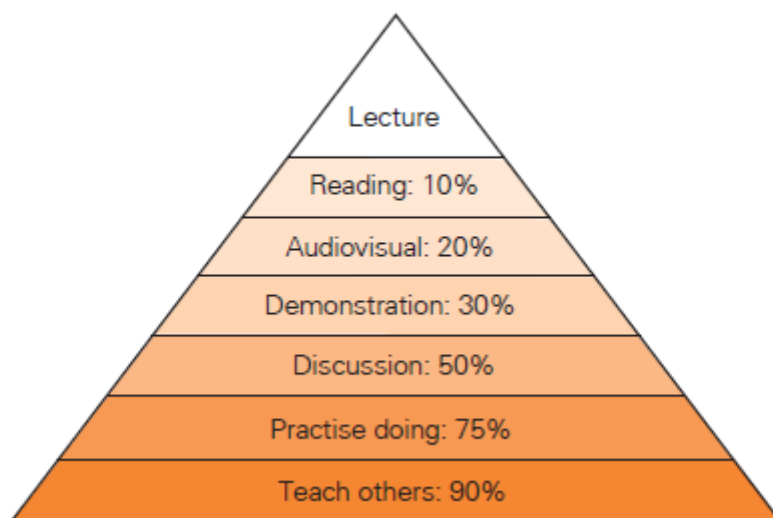 Lecture
Reading: 10%
Audiovisual: 20%
Demonstration: 30%
Discussion: 50%
Practise doing: 75%
Teach others: 90%